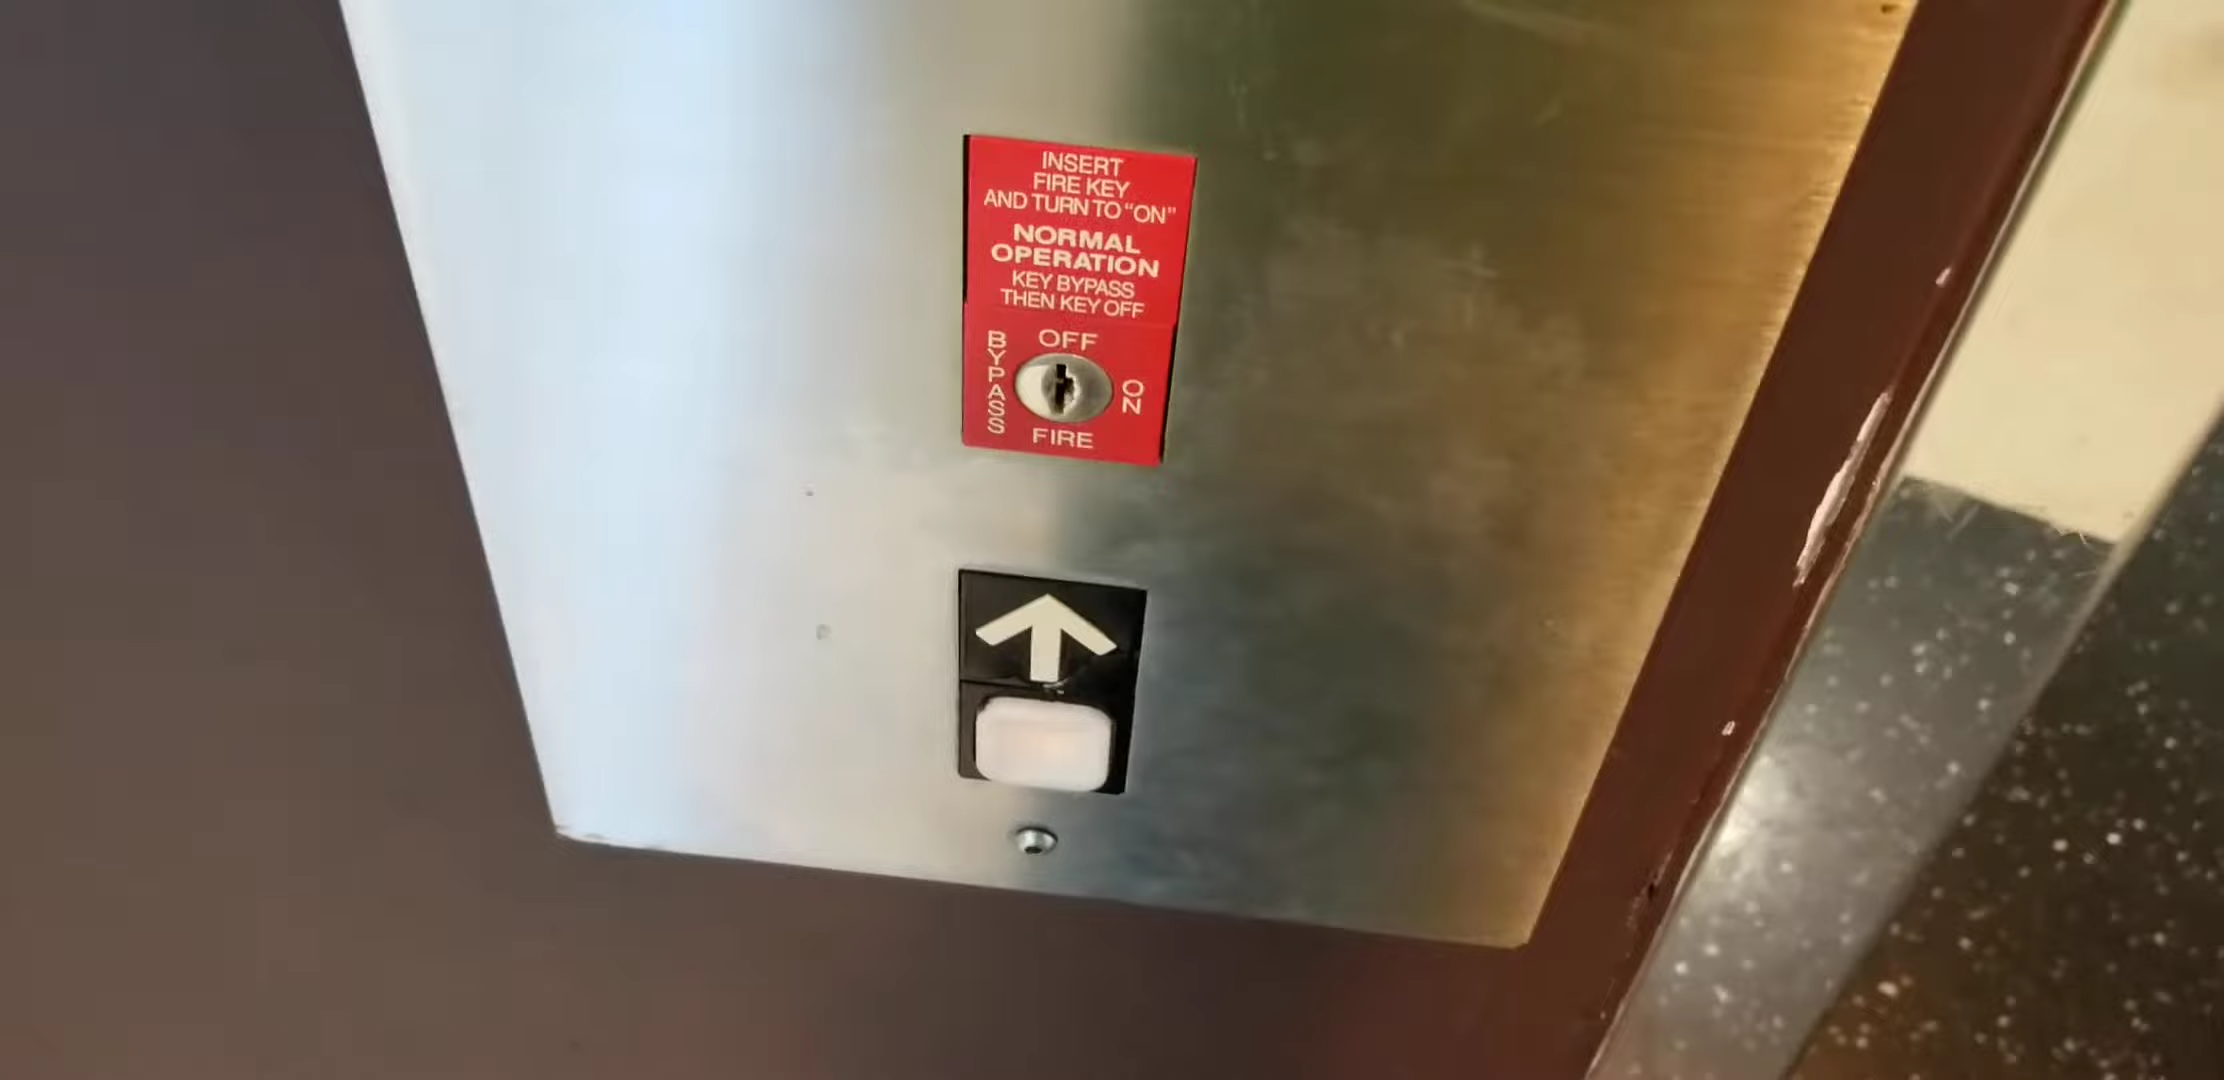 INSERT
FIRE KEY
AND TURN TO “ON”
NORMAL
OPERATION
KEY BYPASS
THEN KEY OFF
OFF
BYPASS
ON
FIRE